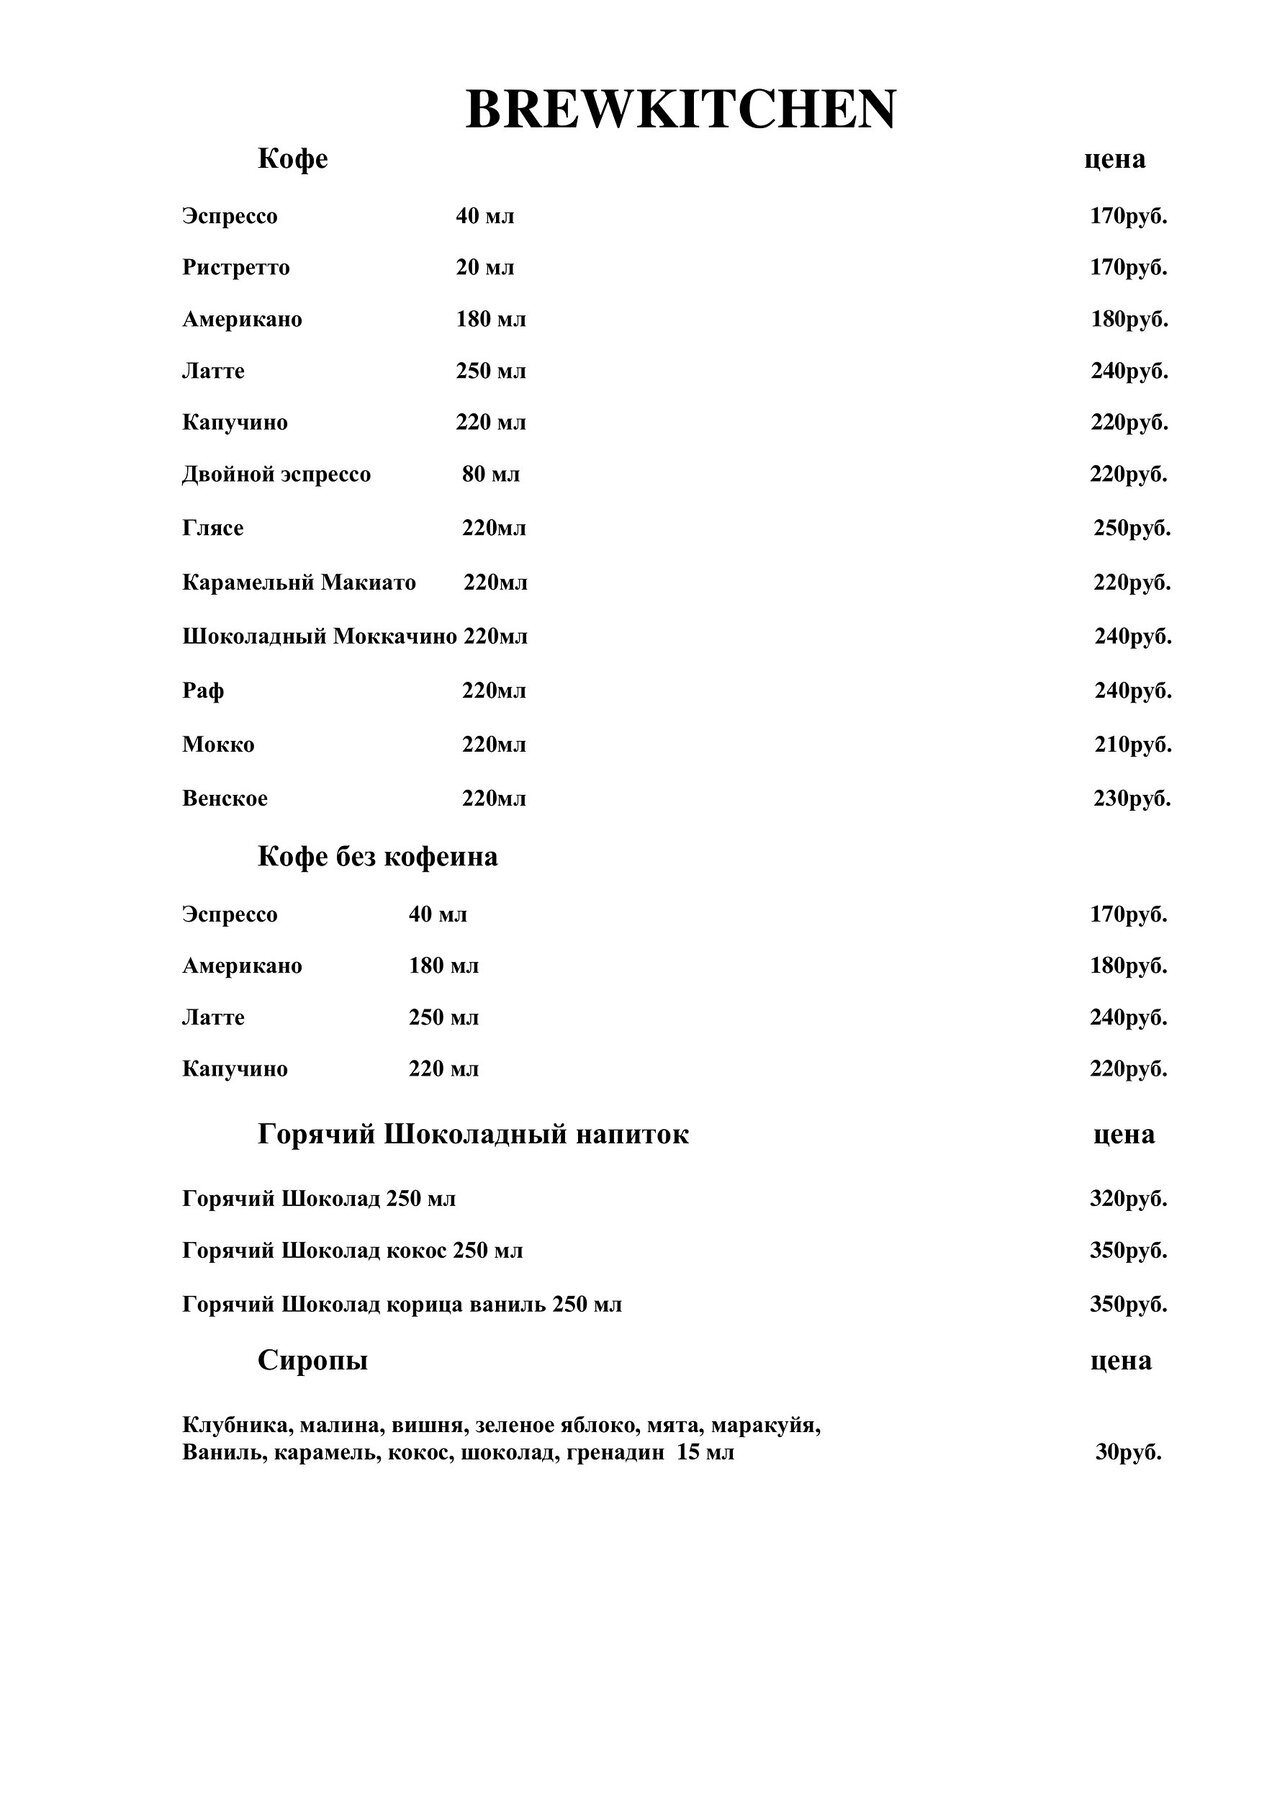 BREWKITCHEN
Кофе цена
Эспрессо 40 мл 170руб.
Ристретто 20 мл 170руб.
Американо 180 мл 180руб.
Латте 250 мл 240руб.
Капучино 220 мл 220руб.
Двойной эспрессо 80 мл 220руб.
Глясе 220мл 250руб.
Карамельнй Макиато 220мл 220руб.
Шоколадный Моккачино 220мл 240руб.
Раф 220мл 240руб.
Мокко 220мл 210руб.
Венское 220мл 230руб.
Кофе без кофеина
Эспрессо 40 мл 170руб.
Американо 180 мл 180руб.
Латте 250 мл 240руб.
Капучино 220 мл 220руб.
Горячий Шоколадный напиток цена
Горячий Шоколад 250 мл 320руб.
Горячий Шоколад кокос 250 мл 350руб.
Горячий Шоколад корица ваниль 250 мл 350руб.
Сиропы цена
Клубника, малина, вишня, зеленое яблоко, мята, маракуйя,
Ваниль, карамель, кокос, шоколад, гренадин 15 мл 30руб.